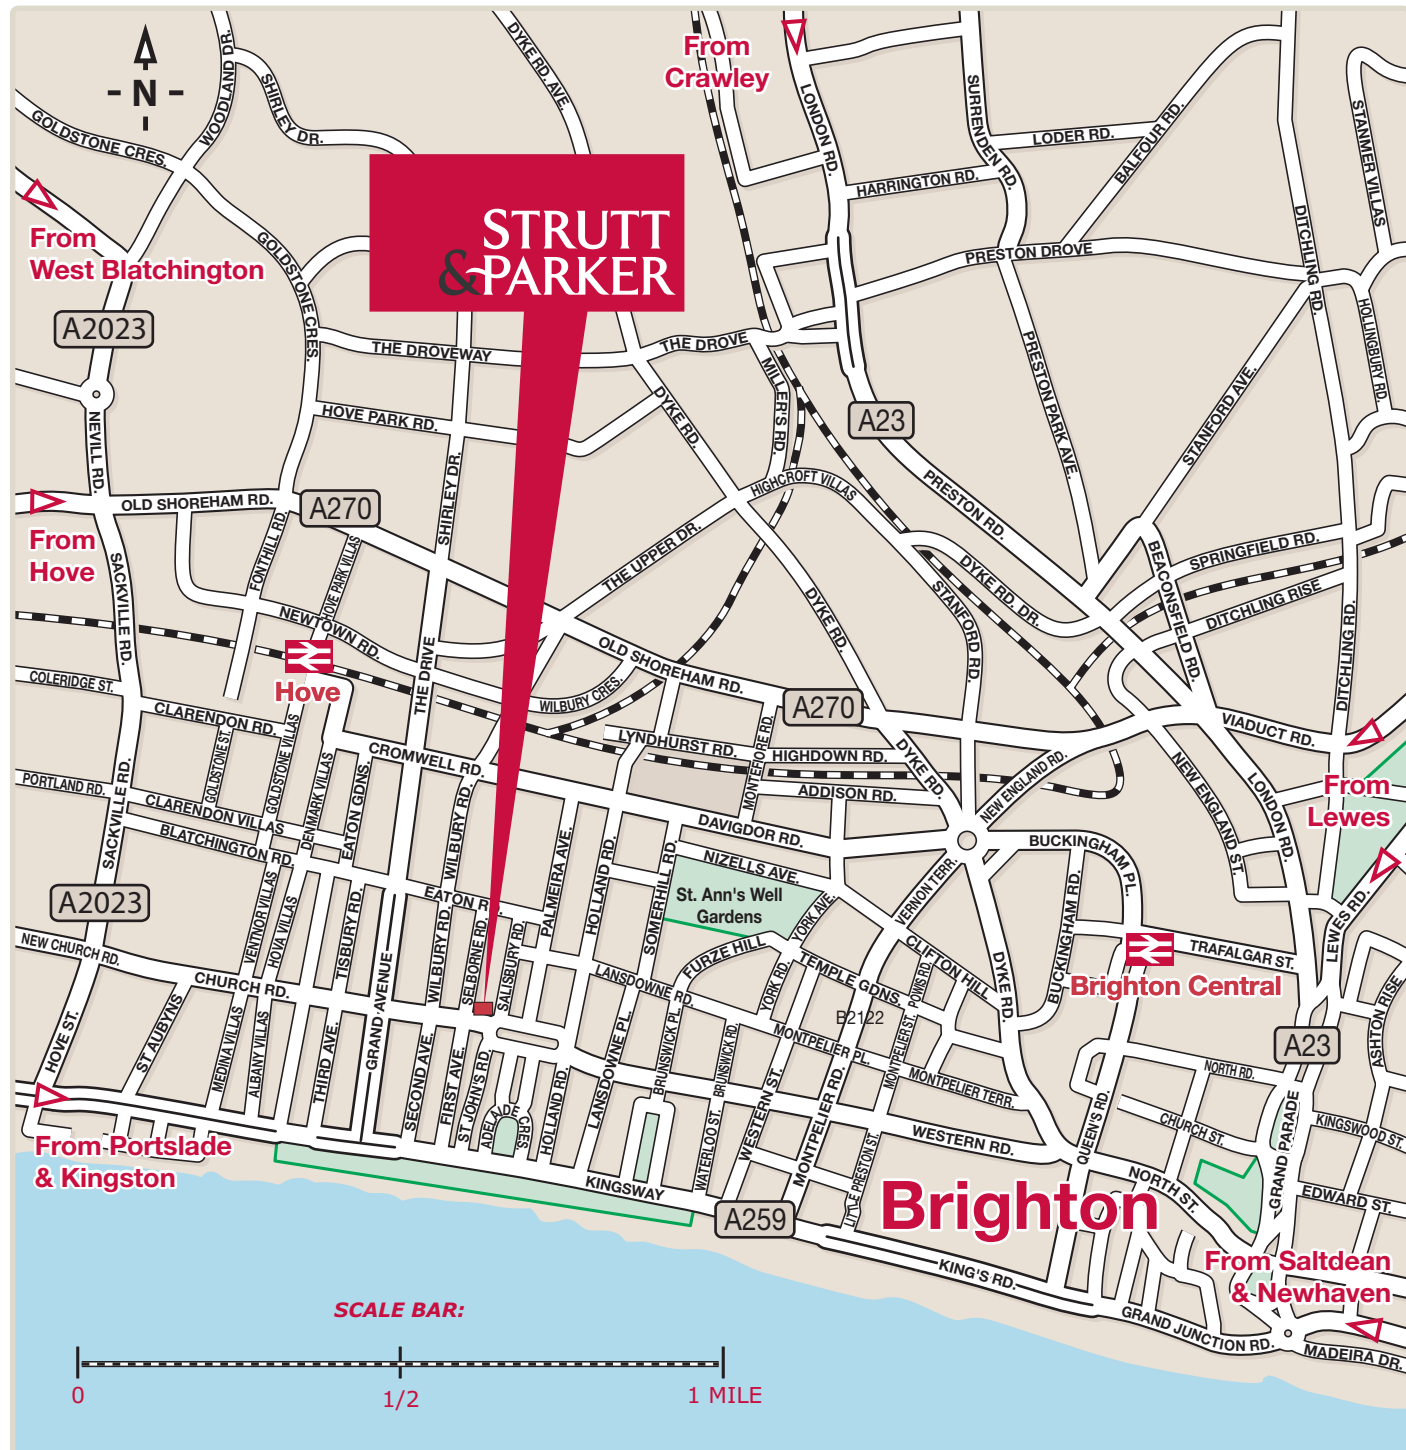 N
From
Crawley
DYKE RD. AVE.
WOODLAND DR.
SHIRLEY DR.
GOLDSTONE CRES.
LONDON RD.
SURRENDEN RD.
LODER RD.
BALFOUR RD.
STANMER VILLAS
HARRINGTON RD.
DITCHLING RD.
From
West Blatchington
GOLDSTONE CRES.
STRUTT
&PARKER
PRESTON DROVE
HOLLINGBURY RD.
A2023
THE DROVEWAY
THE DROVE
MILLER'S RD.
PRESTON PARK AVE.
STANFORD AVE.
A23
NEVILL RD.
HOVE PARK RD.
DYKE RD.
SHIRLEY DR.
OLD SHOREHAM RD.
A270
HIGHCROFT VILLAS
PRESTON RD.
From
Hove
FONTHILL RD.
HOVE PARK VILLAS
THE UPPER DR.
SACKVILLE RD.
NEWTOWN RD.
DYKE RD.
STANFORD RD.
DYKE RD. DR.
BEACONSFIELD RD.
SPRINGFIELD RD.
DITCHLING RISE
DITCHLING RD.
Hove
THE DRIVE
WILBURY CRES.
OLD SHOREHAM RD.
A270
COLERIDGE ST.
CLARENDON RD.
GOLDSTONE ST.
GOLDSTONE VILLAS
DENMARK VILLAS
EATON GDNS.
CROMWELL RD.
LYNDHURST RD.
MONTEFIORE RD.
HIGHDOWN RD.
DYKE RD.
NEW ENGLAND RD.
VIADUCT RD.
NEW ENGLAND ST.
LONDON RD.
From
Lewes
PORTLAND RD.
SACKVILLE RD.
CLARENDON VILLAS
BLATCHINGTON RD.
WILBURY RD.
ADDISON RD.
DAVIGDOR RD.
BUCKINGHAM PL.
NIZELLS AVE.
PALMEIRA AVE.
HOLLAND RD.
SOMERHILL RD.
St. Ann's Well
Gardens
YORK AVE.
VERNON TERR.
BUCKINGHAM RD.
LEWES RD.
A2023
VENTNOR VILLAS
HOVA VILLAS
TISBURY RD.
EATON RD.
WILBURY RD.
SELBORNE RD.
SALISBURY RD.
NEW CHURCH RD.
CHURCH RD.
GRAND AVENUE
LANSDOWNE RD.
FURZE HILL
YORK RD.
TEMPLE GDNS.
CLIFTON HILL
POWIS RD.
DYKE RD.
TRAFALGAR ST.
Brighton Central
B2122
HOVE ST.
ST AUBYNS
MEDINA VILLAS
ALBANY VILLAS
THIRD AVE.
SECOND AVE.
FIRST AVE.
ST JOHN'S RD.
ADELAIDE
CRES.
HOLLAND RD.
LANSDOWNE PL.
BRUNSWICK PL.
BRUNSWICK RD.
MONTPELIER PL.
MONTPELIER ST.
MONTPELIER TERR.
NORTH RD.
A23
ASHTON RISE
WATERLOO ST.
WESTERN ST.
MONTPELIER RD.
LITTLE PRESTON ST.
WESTERN RD.
QUEEN'S RD.
CHURCH ST.
GRAND PARADE
KINGSWOOD ST.
EDWARD ST.
NORTH ST.
From Portslade
& Kingston
KINGSWAY
A259
Brighton
KING'S RD.
From Saltdean
& Newhaven
GRAND JUNCTION RD.
MADEIRA DR.
SCALE BAR:
0
1/2
1 MILE